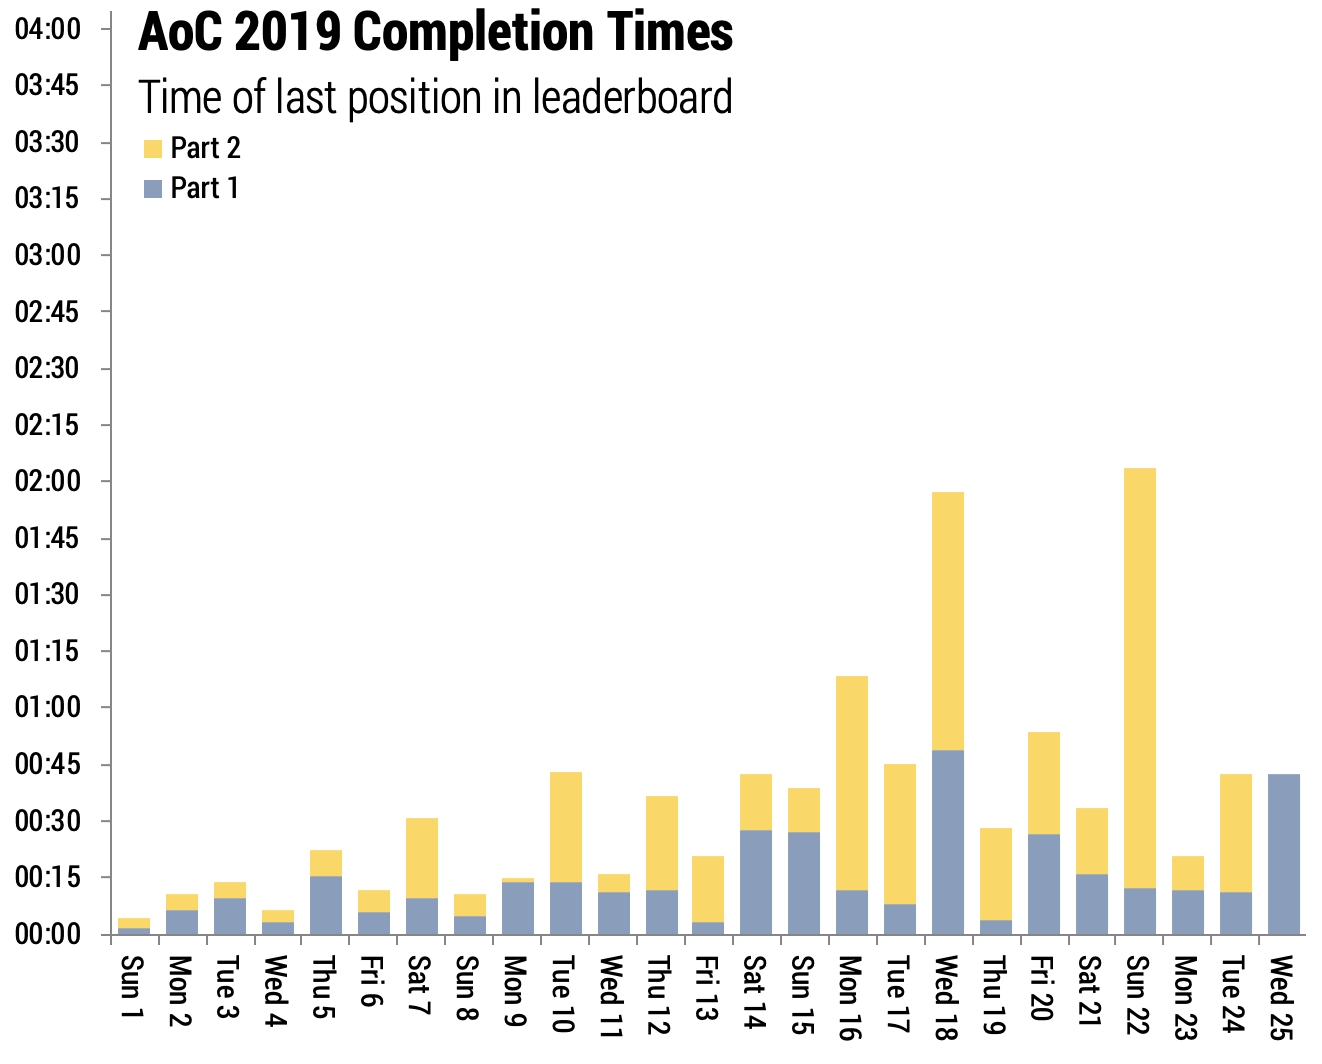 AoC 2019 Completion Times
Time of last position in leaderboard
Part 2
Part 1
04:00
03:45
03:30
03:15
03:00
02:45
02:30
02:15
02:00
01:45
01:30
01:15
01:00
00:45
00:30
00:15
00:00
Sun 1
Mon 2
Tue 3
Wed 4
Thu 5
Fri 6
Sat 7
Sun 8
Mon 9
Tue 10
Wed 11
Thu 12
Fri 13
Sat 14
Sun 15
Mon 16
Tue 17
Wed 18
Thu 19
Fri 20
Sat 21
Sun 22
Mon 23
Tue 24
Wed 25